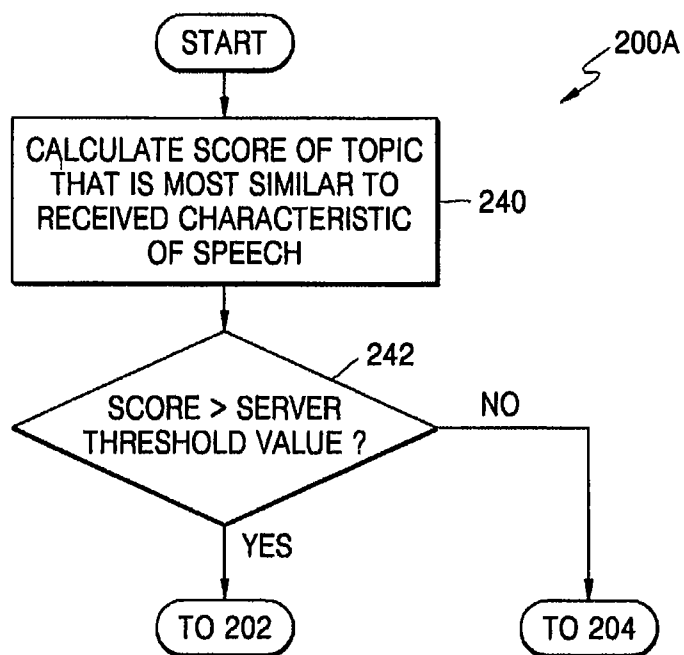 START
200A
CALCULATE SCORE OF TOPIC
THAT IS MOST SIMILAR TO
RECEIVED CHARACTERISTIC
OF SPEECH
240
242
SCORE > SERVER
THRESHOLD VALUE ?
NO
YES
TO 202
TO 204